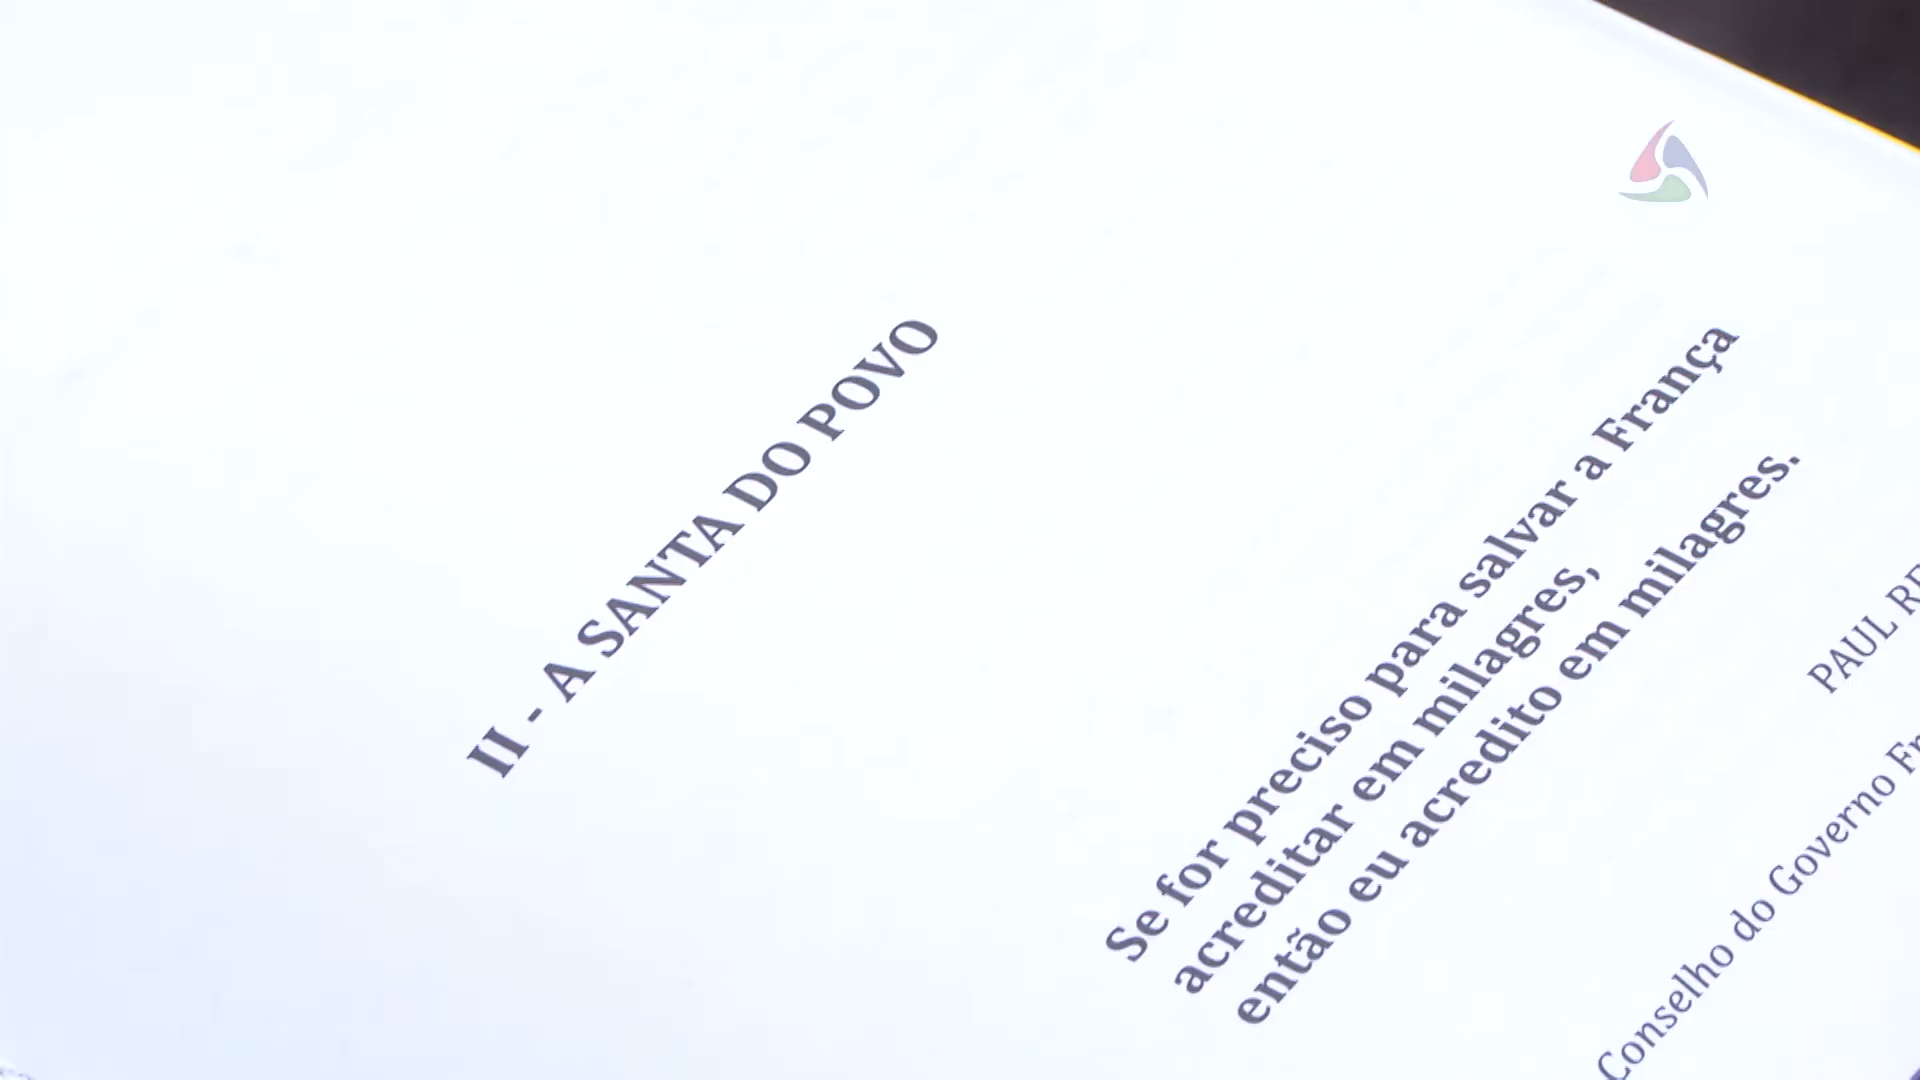 II - A SANTA DO POVO
Se for preciso para salvar a França
acreditar em milagres,
então eu acredito em milagres.
PAUL
Conselho do Governo